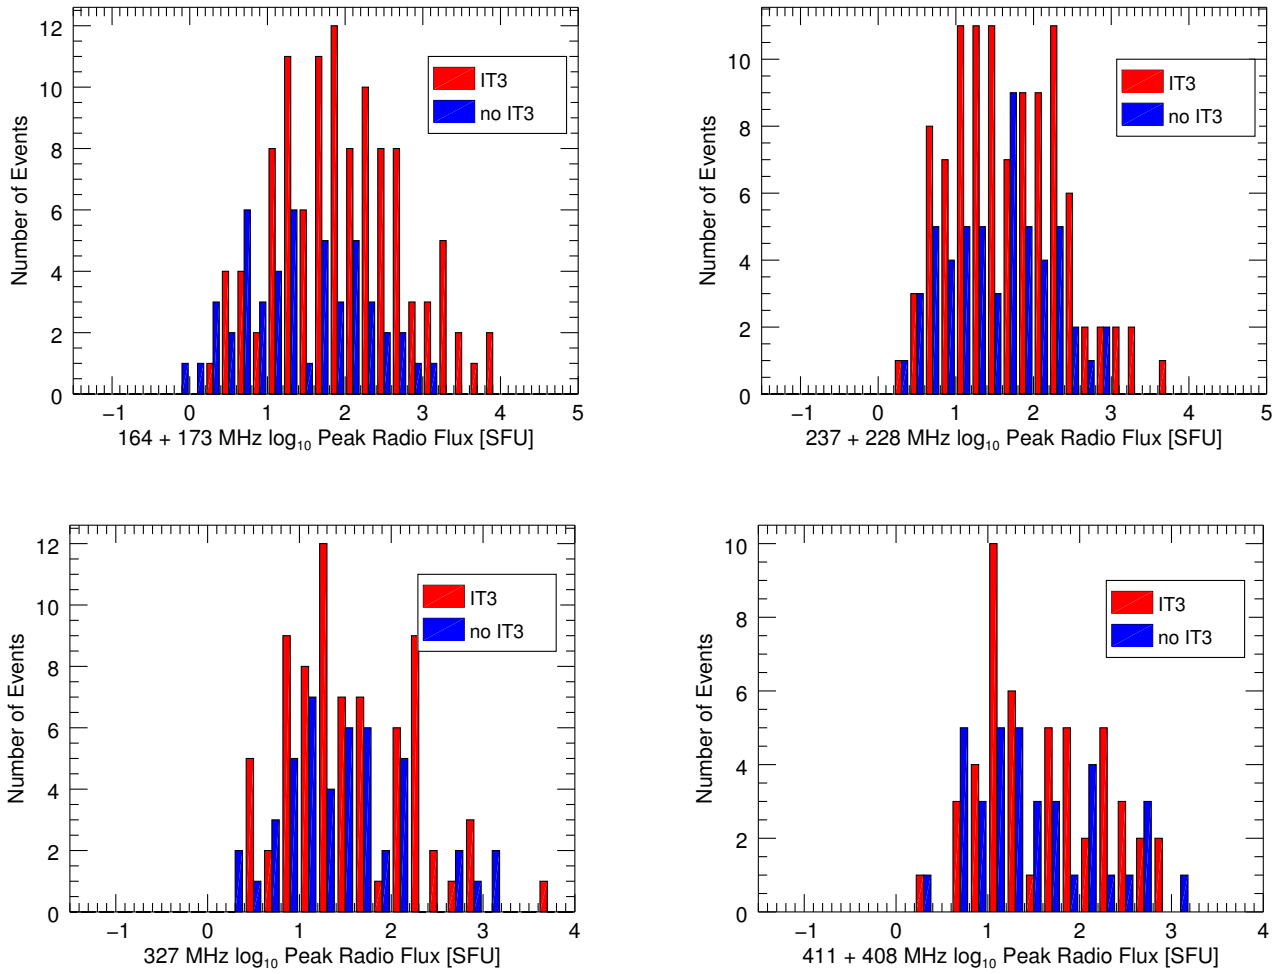 12
10
8
6
4
2
0
Number of Events
IT3
no IT3
−1 0 1 2 3 4 5
164 + 173 MHz log10 Peak Radio Flux [SFU]
10
8
6
4
2
0
Number of Events
IT3
no IT3
−1 0 1 2 3 4 5
237 + 228 MHz log10 Peak Radio Flux [SFU]
12
10
8
6
4
2
0
Number of Events
IT3
no IT3
−1 0 1 2 3 4
327 MHz log10 Peak Radio Flux [SFU]
10
8
6
4
2
0
Number of Events
IT3
no IT3
−1 0 1 2 3 4
411 + 408 MHz log10 Peak Radio Flux [SFU]